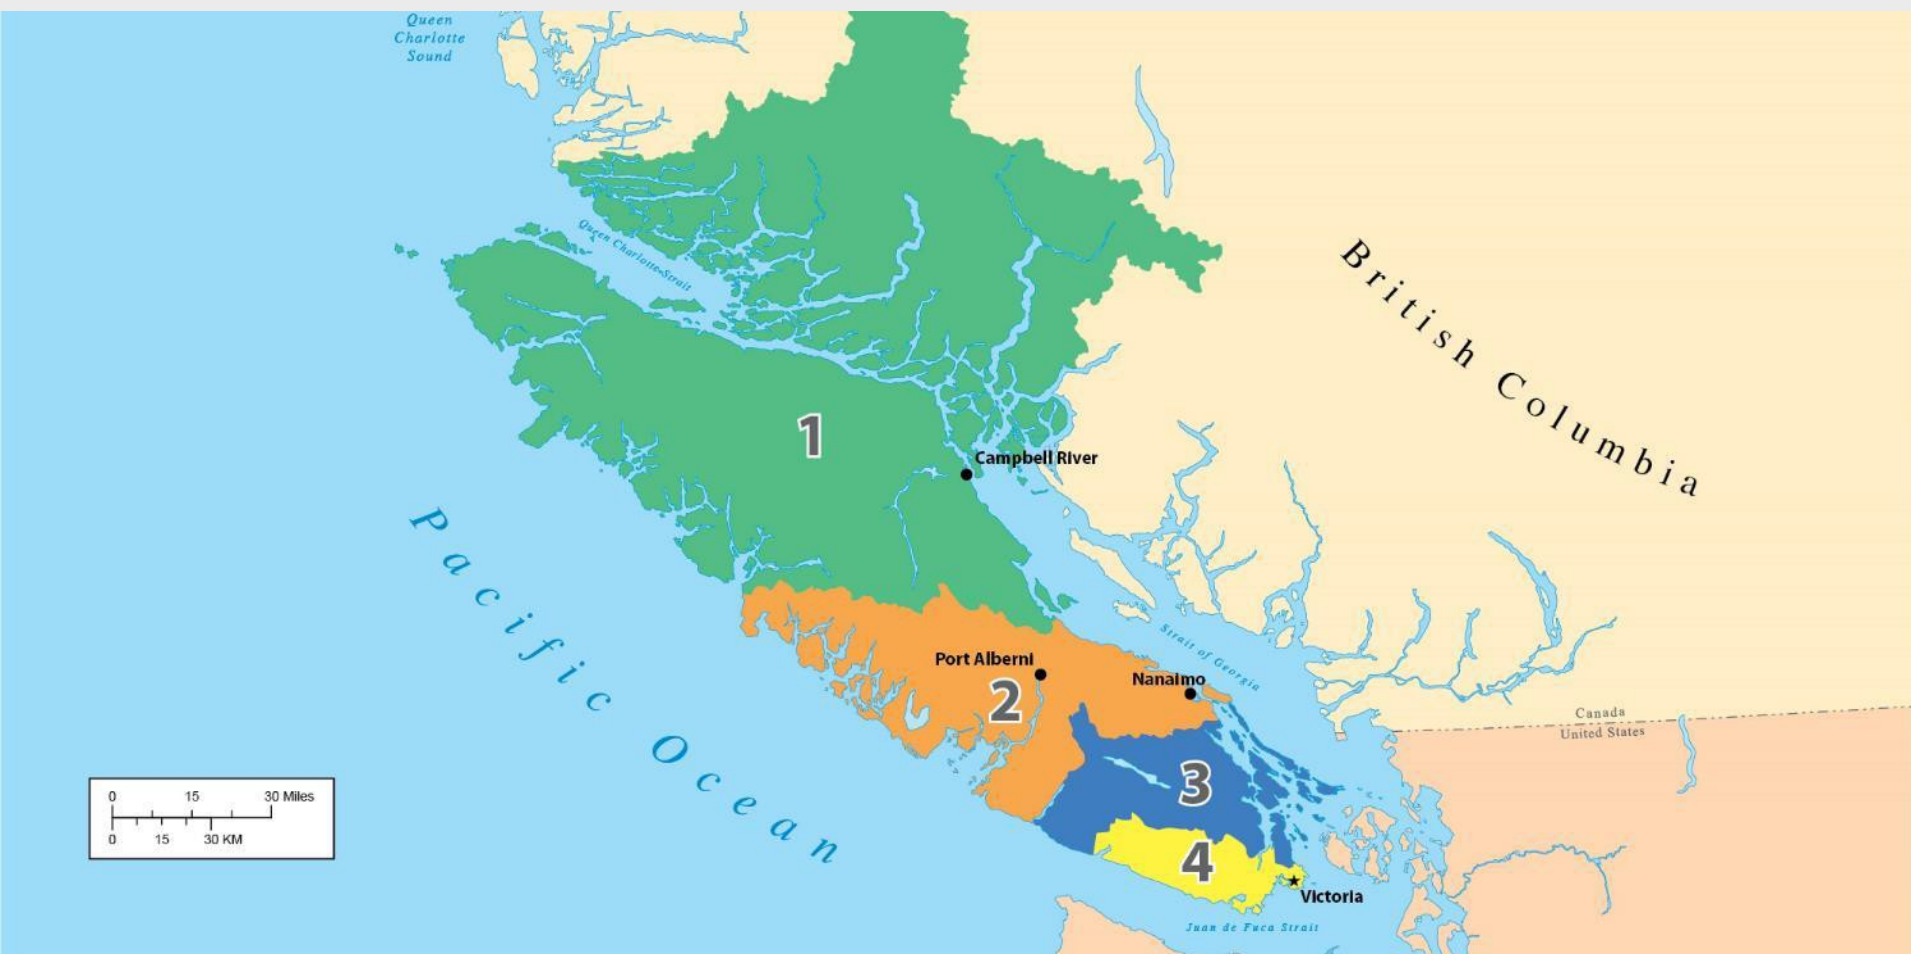 Queen
Charlotte
Sound
Queen Charlotte Strait
British Columbia
1
Campbell River
Pacific Ocean
Strait of Georgia
Port Alberni
Nanaimo
2
Canada
United States
3
0 15 30 Miles
0 15 30 KM
4
Victoria
Juan de Fuca Strait